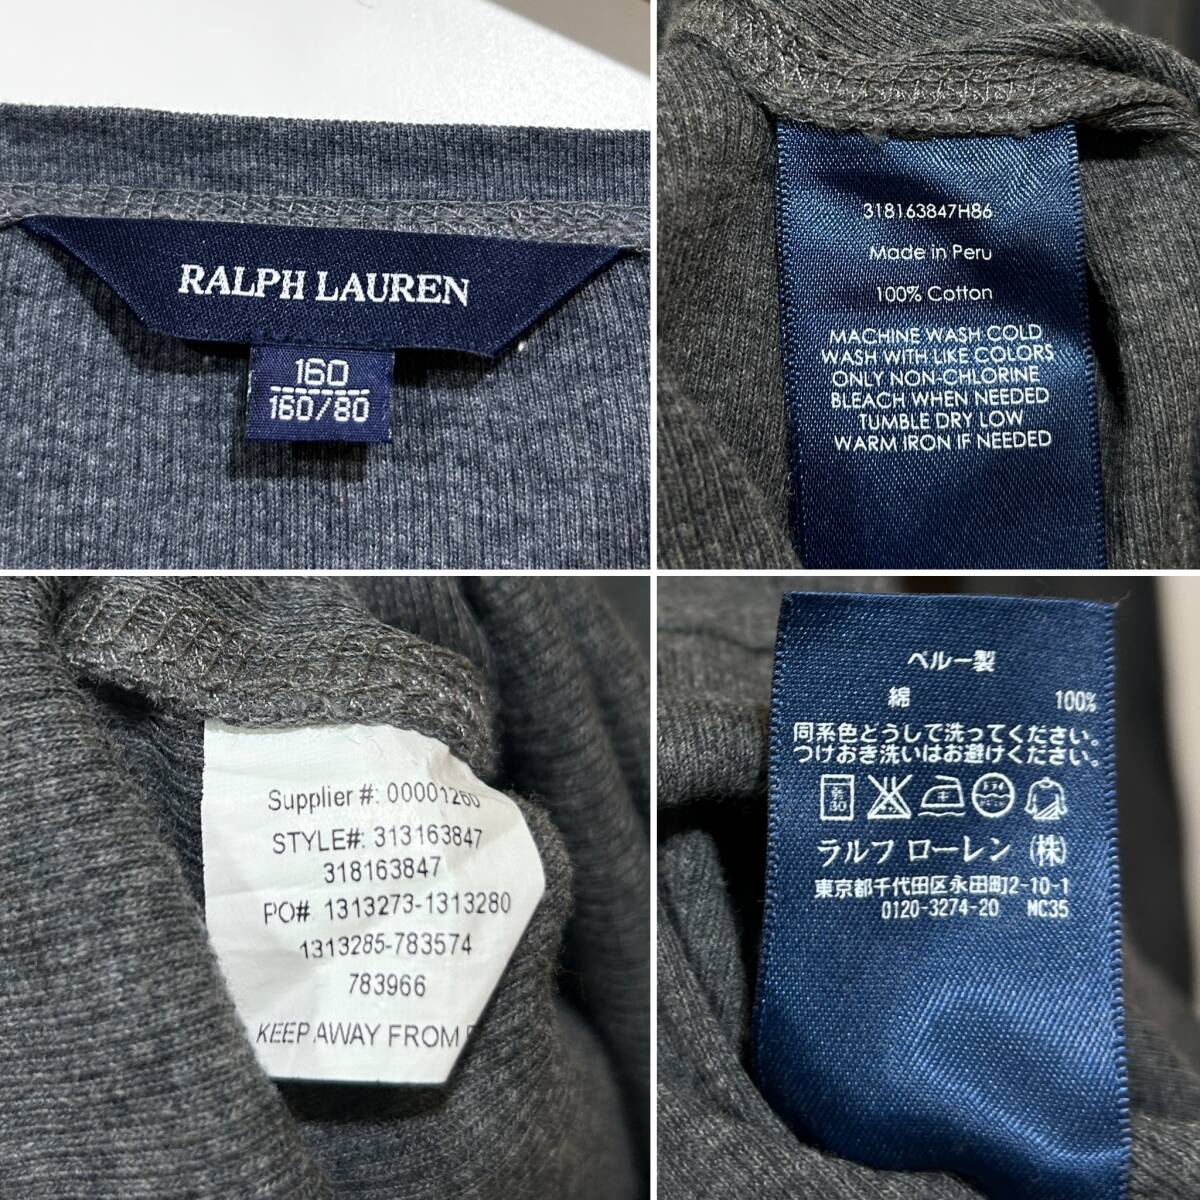 RALPH LAUREN
160
160/80
318163847H86
Made in Peru
100% Cotton
MACHINE WASH COLD
WASH WITH LIKE COLORS
ONLY NON-CHLORINE
BLEACH WHEN NEEDED
TUMBLE DRY LOW
WARM IRON IF NEEDED
Supplier #: 00001260
STYLE#: 313163847
318163847
PO# 1313273-1313280
1313285-783574
783966
KEEP AWAY FROM
ペルー製
綿 100%
同系色どうしで洗ってください。
つけおき洗いはお避けください。
30
ラルフ ローレン (株)
東京都千代田区永田町2-10-1
0120-3274-20 MC35